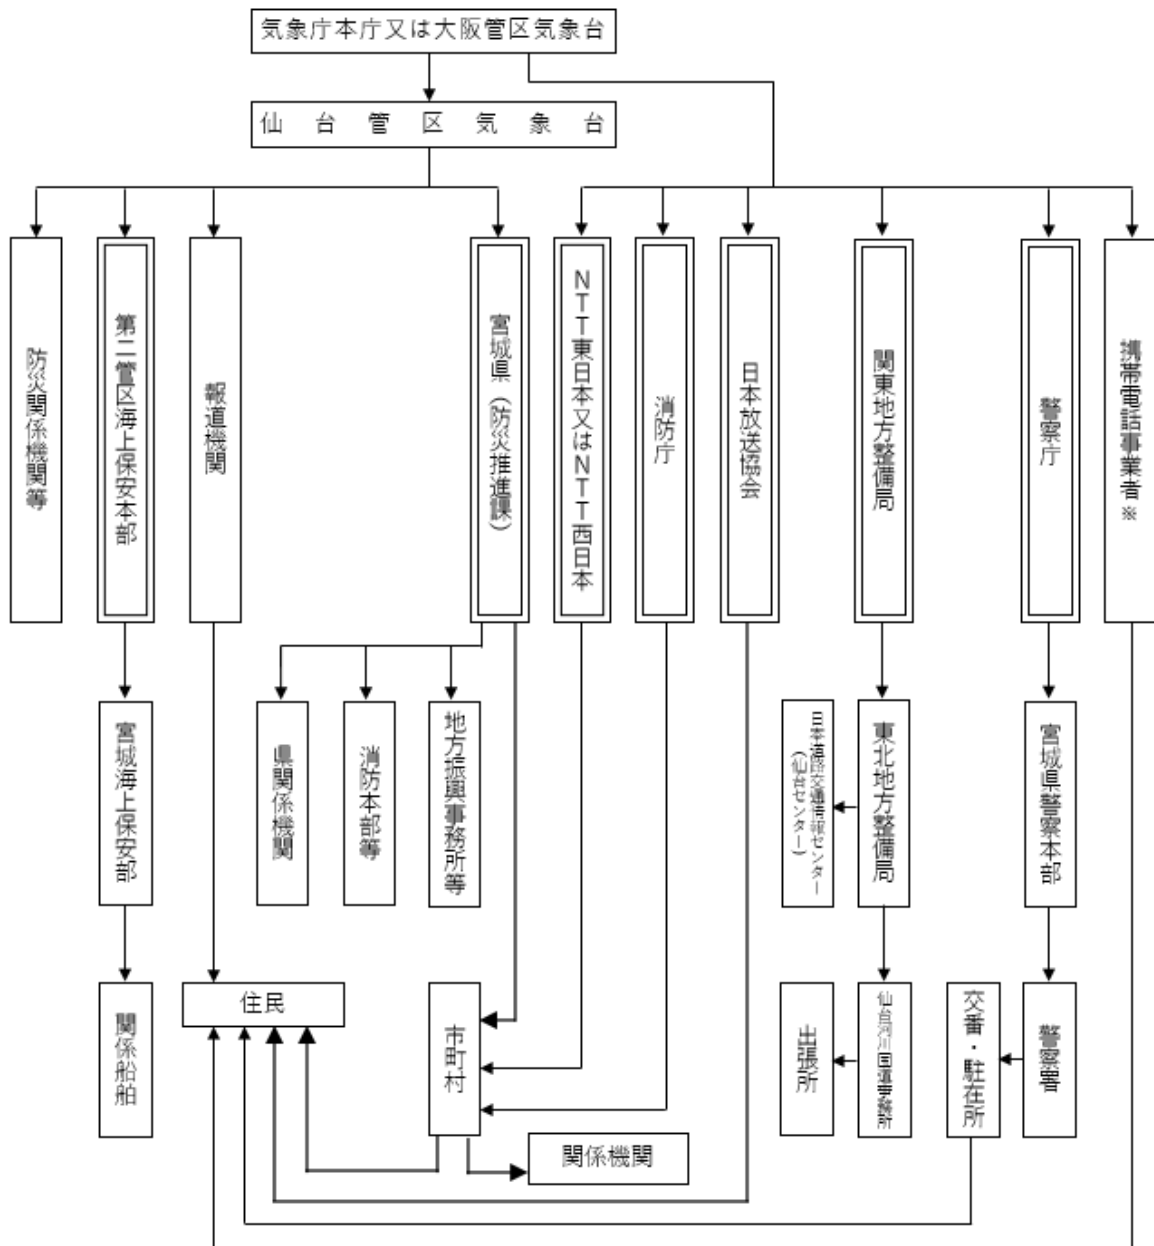 気象庁本庁又は大阪管区気象台
仙台管区気象台
防災関係機関等
第二管区海上保安本部
報道機関
宮城県（防災推進課）
ＮＴＴ東日本又はＮＴＴ西日本
消防庁
日本放送協会
関東地方整備局
警察庁
携帯電話事業者※
宮城海上保安部
県関係機関
消防本部等
地方振興事務所等
日本道路交通情報センター
（仙台センター）
東北地方整備局
宮城県警察本部
関係船舶
住民
市町村
出張所
仙台河川国道事務所
交番・駐在所
警察署
関係機関